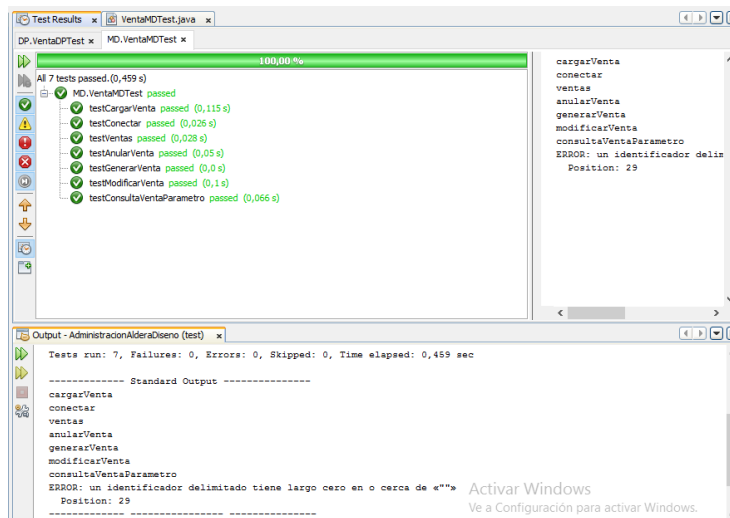 Test Results VentaMDTest.java
DP.VentaDPTest MD.VentaMDTest
100,00 %
All 7 tests passed.(0,459 s)
MD.VentaMDTest passed
testCargarVenta passed (0,115 s)
testConectar passed (0,026 s)
testVentas passed (0,028 s)
testAnularVenta passed (0,05 s)
testGenerarVenta passed (0,0 s)
testModificarVenta passed (0,1 s)
testConsultaVentaParametro passed (0,066 s)
cargarVenta
conectar
ventas
anularVenta
generarVenta
modificarVenta
consultaVentaParametro
ERROR: un identificador delim
Position: 29
Output - AdministracionAlderaDiseno (test)
Tests run: 7, Failures: 0, Errors: 0, Skipped: 0, Time elapsed: 0,459 sec
------------- Standard Output ---------------
cargarVenta
conectar
ventas
anularVenta
generarVenta
modificarVenta
consultaVentaParametro
ERROR: un identificador delimitado tiene largo cero en o cerca de «""»
Position: 29
------------- ---------------- ---------------
Activar Windows
Ve a Configuración para activar Windows.